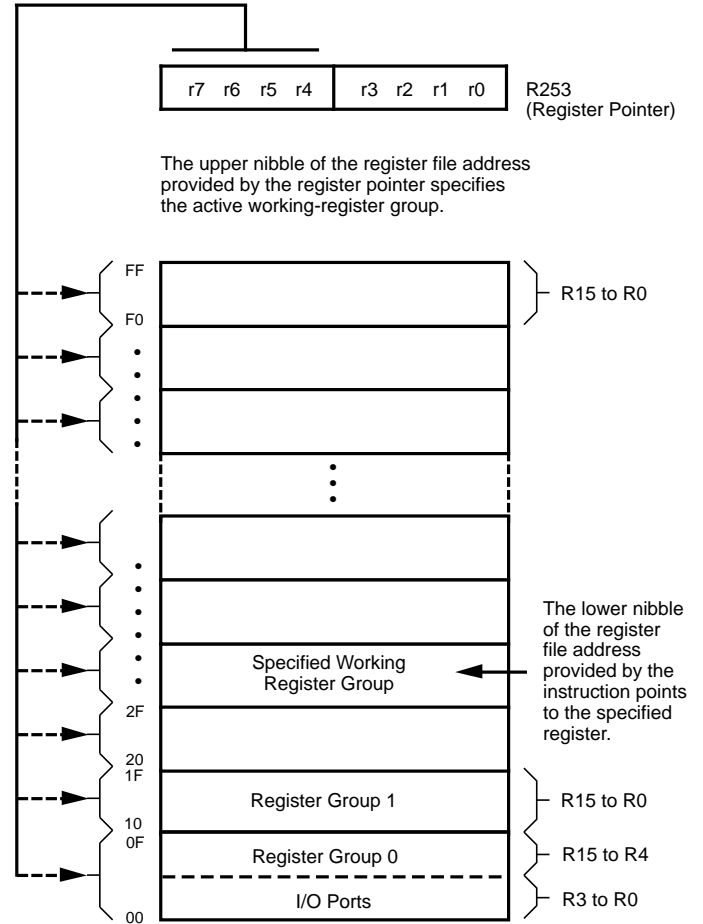 r7 r6 r5 r4 r3 r2 r1 r0
R253
(Register Pointer)
The upper nibble of the register file address
provided by the register pointer specifies
the active working-register group.
FF
R15 to R0
F0
The lower nibble
of the register
file address
provided by the
instruction points
to the specified
register.
Specified Working
Register Group
2F
20
1F
Register Group 1
R15 to R0
10
0F
Register Group 0
R15 to R4
I/O Ports
R3 to R0
00